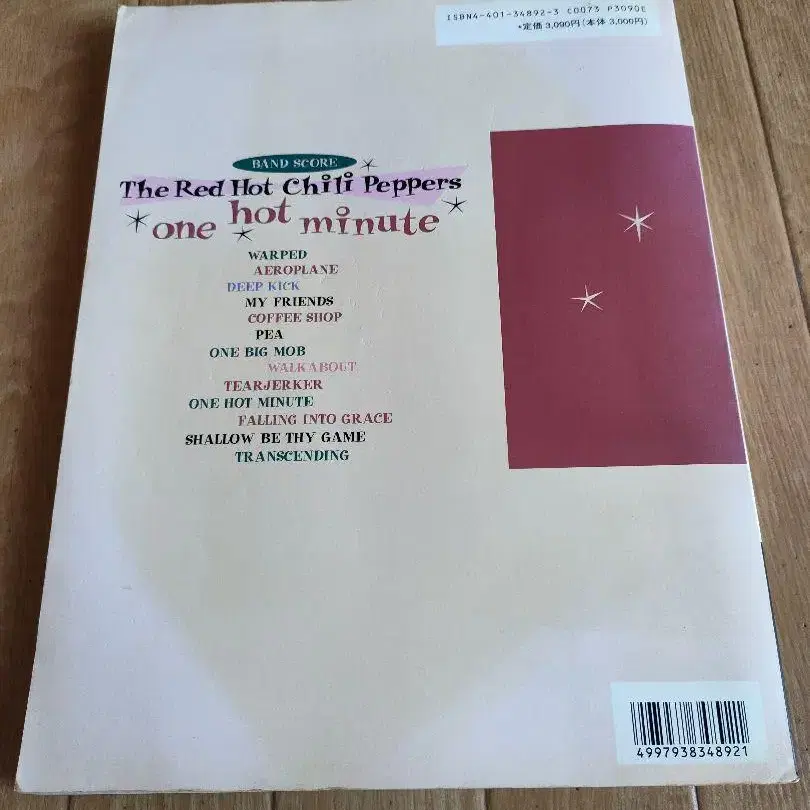 ISBN4-401-34892-3 C0073 P3090E
•定価 3,090円(本体 3,000円)
BAND SCORE
The Red Hot Chili Peppers
one hot minute
WARPED
AEROPLANE
DEEP KICK
MY FRIENDS
COFFEE SHOP
PEA
ONE BIG MOB
WALKABOUT
TEARJERKER
ONE HOT MINUTE
FALLING INTO GRACE
SHALLOW BE THY GAME
TRANSCENDING
4997938348921